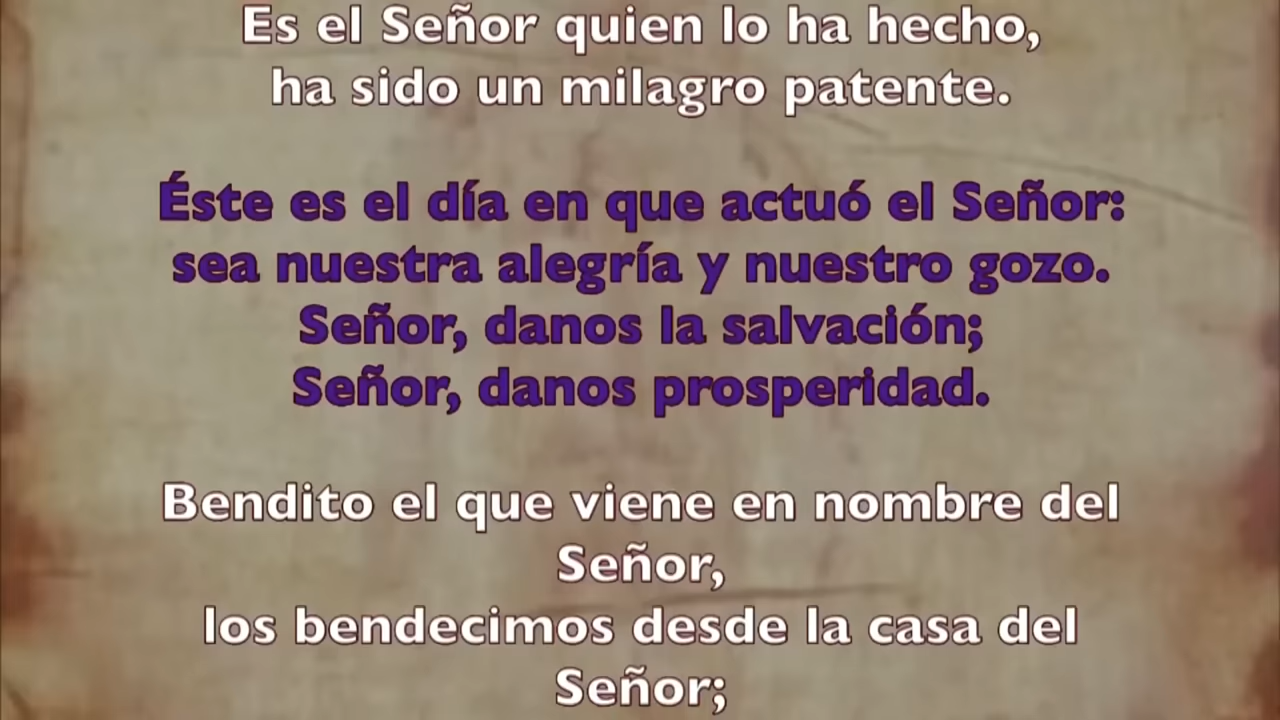 Es el Señor quien lo ha hecho,
ha sido un milagro patente.
Éste es el día en que actuó el Señor:
sea nuestra alegría y nuestro gozo.
Señor, danos la salvación;
Señor, danos prosperidad.
Bendito el que viene en nombre del
Señor,
los bendecimos desde la casa del
Señor;